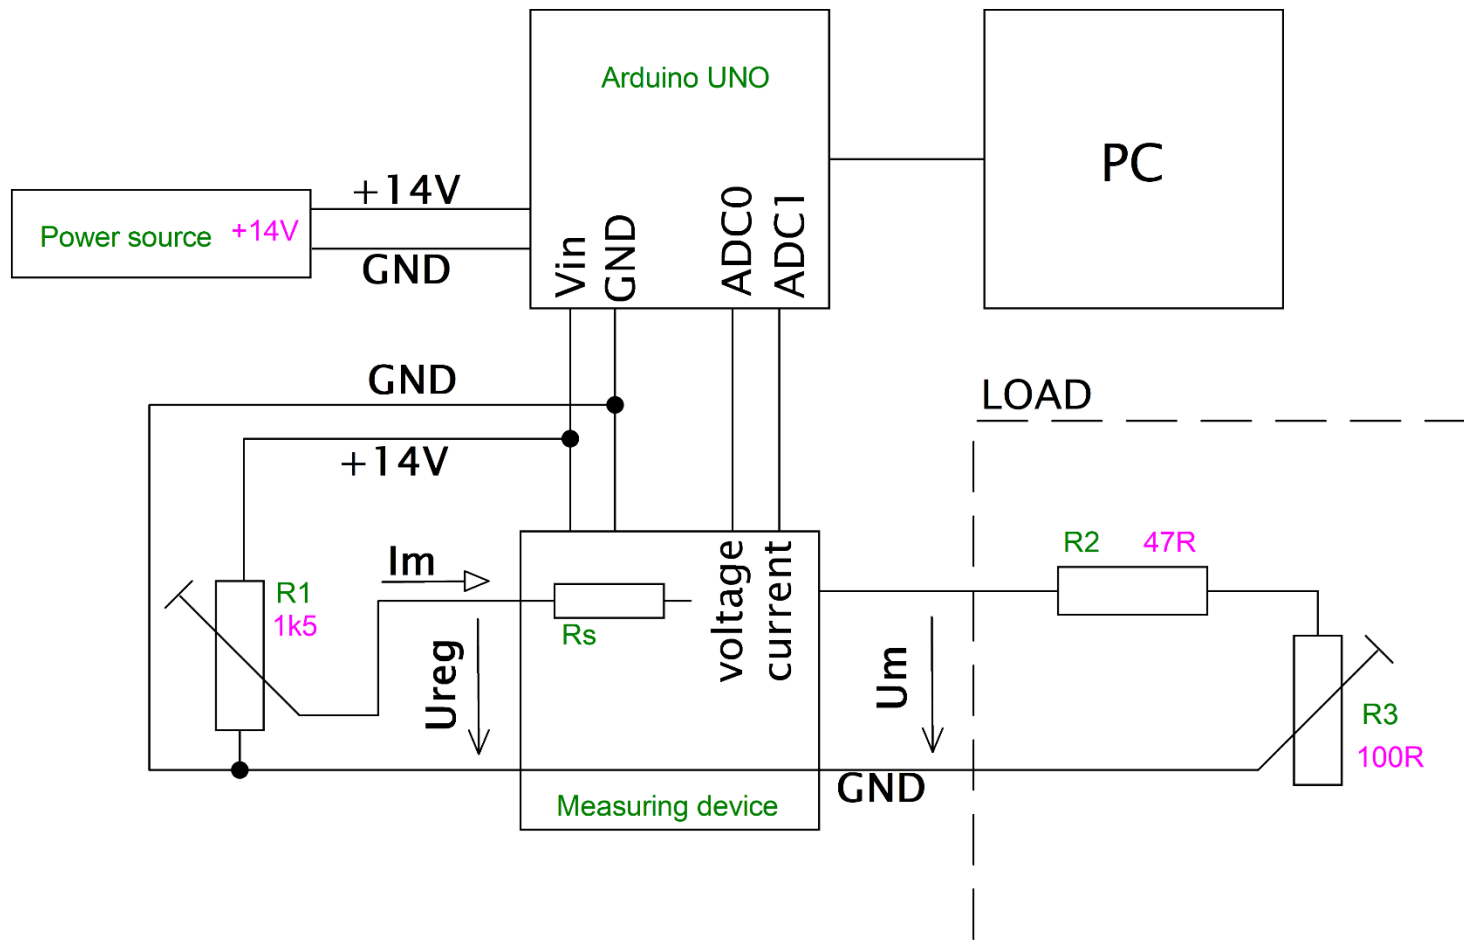 Arduino UNO
PC
Power source +14V
+14V
GND
Vin
GND
ADC0
ADC1
GND
+14V
LOAD
R1
1k5
Im
Ureg
Rs
voltage
current
Um
R2 47R
R3
100R
GND
Measuring device